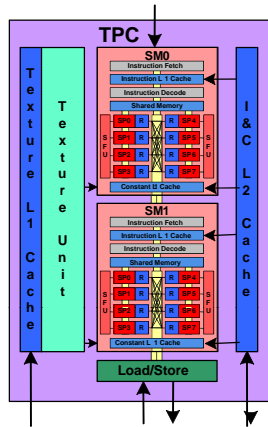 TPC
Texture L1 Cache
Texture Unit
SM0
Instruction Fetch
Instruction L 1 Cache
Instruction Decode
Shared Memory
SFU
SP0 R R SP4
SP1 R R SP5
SP2 R R SP6
SP3 R R SP7
SFU
Constant L1 Cache
SM1
Instruction Fetch
Instruction L 1 Cache
Instruction Decode
Shared Memory
SFU
SP0 R R SP4
SP1 R R SP5
SP2 R R SP6
SP3 R R SP7
SFU
Constant L 1 Cache
Load/Store
I&C L2 Cache